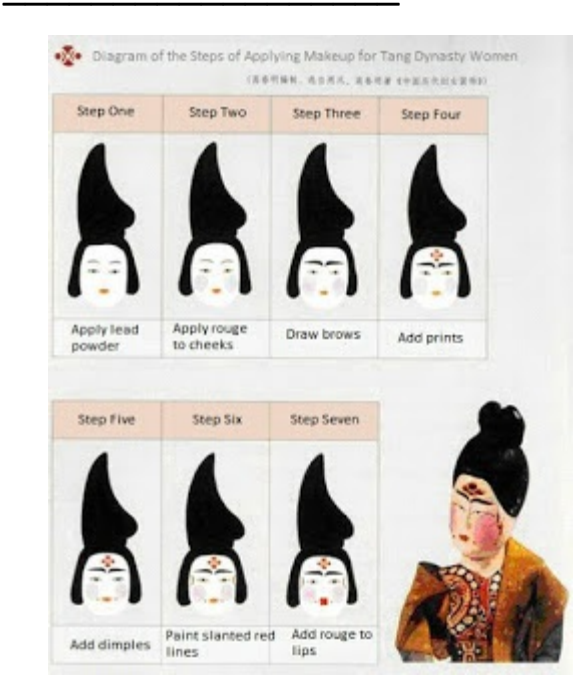 Diagram of the Steps of Applying Makeup for Tang Dynasty Women
Step One
Step Two
Step Three
Step Four
Apply lead
powder
Apply rouge
to cheeks
Draw brows
Add prints
Step Five
Step Six
Step Seven
Add dimples
Paint slanted red
lines
Add rouge to
lips